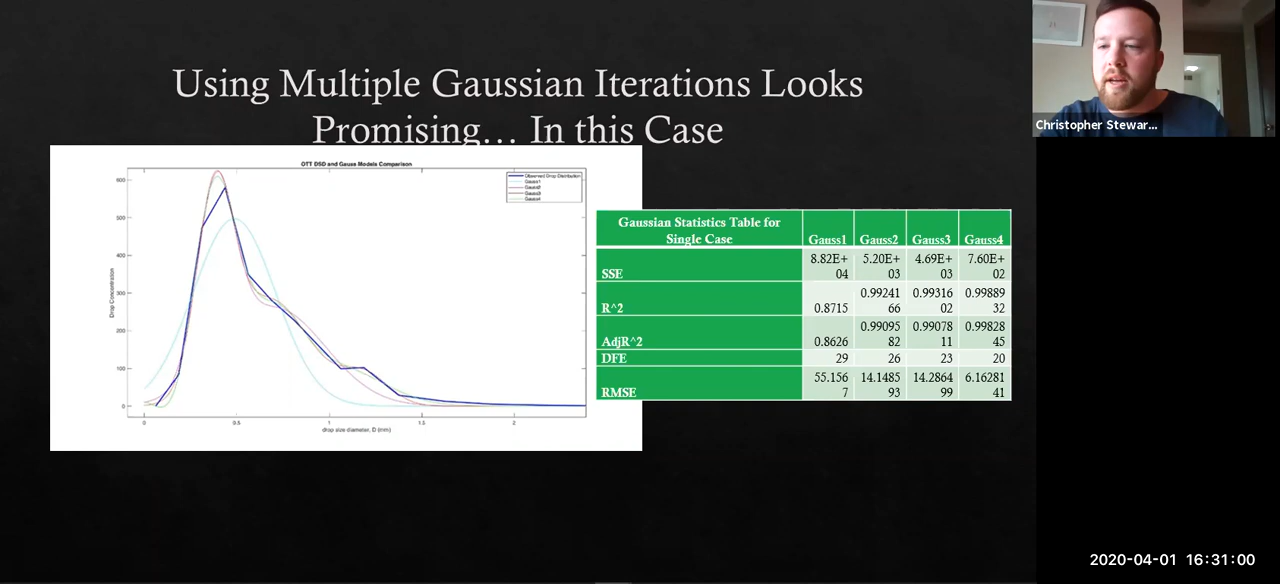 Using Multiple Gaussian Iterations Looks
Promising… In this Case
Christopher Stewar...
OTT DSD and Gauss Models Comparison
Observed Drop Distribution
Gauss1
Gauss2
Gauss3
Gauss4
600
500
400
300
200
100
0
Drop Concentration
0
0.5
1
1.5
2
drop size diameter, D (mm)
Gaussian Statistics Table for
Single Case
Gauss1
Gauss2
Gauss3
Gauss4
SSE
8.82E+
04
5.20E+
03
4.69E+
03
7.60E+
02
R^2
0.8715
0.99241
66
0.99316
02
0.99889
32
AdjR^2
0.8626
0.99095
82
0.99078
11
0.99828
45
DFE
29
26
23
20
RMSE
55.156
7
14.1485
93
14.2864
99
6.16281
41
2020-04-01 16:31:00